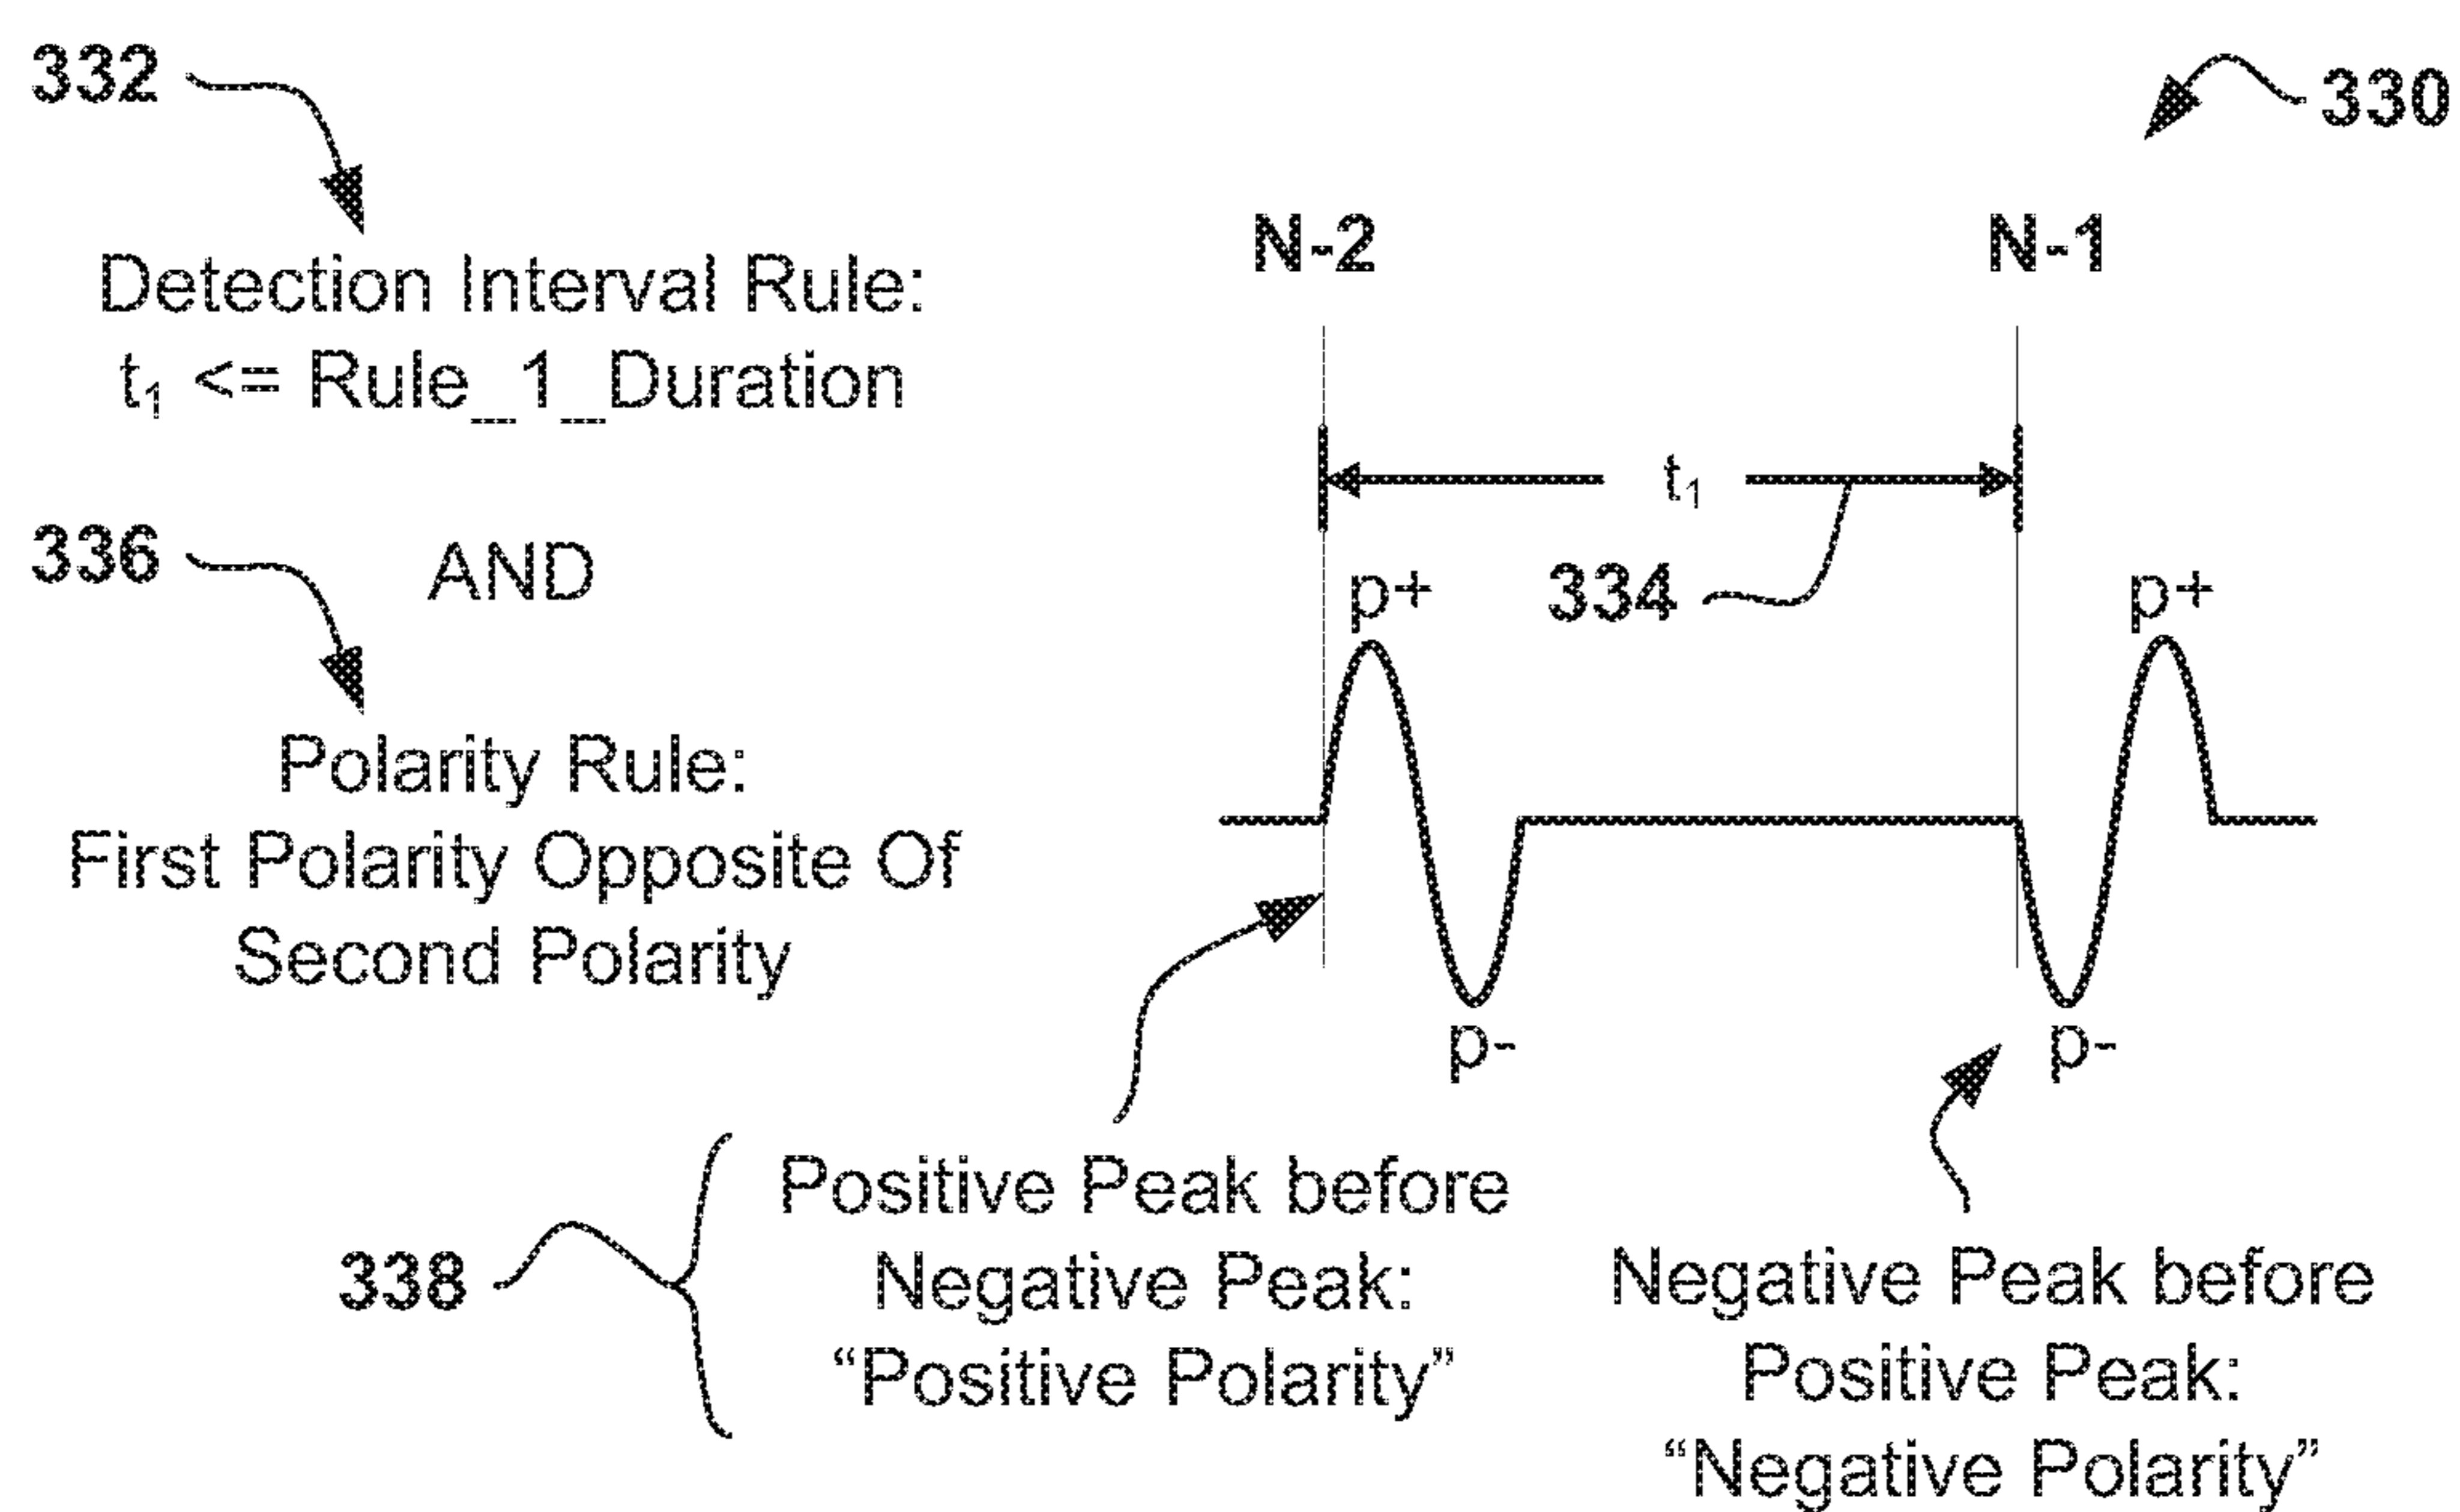 332
330
Detection Interval Rule:
t₁ <= Rule_1_Duration
N-2
N-1
t₁
336
AND
334
p+
p+
Polarity Rule:
First Polarity Opposite Of
Second Polarity
p-
p-
338
Positive Peak before
Negative Peak:
“Positive Polarity”
Negative Peak before
Positive Peak:
“Negative Polarity”